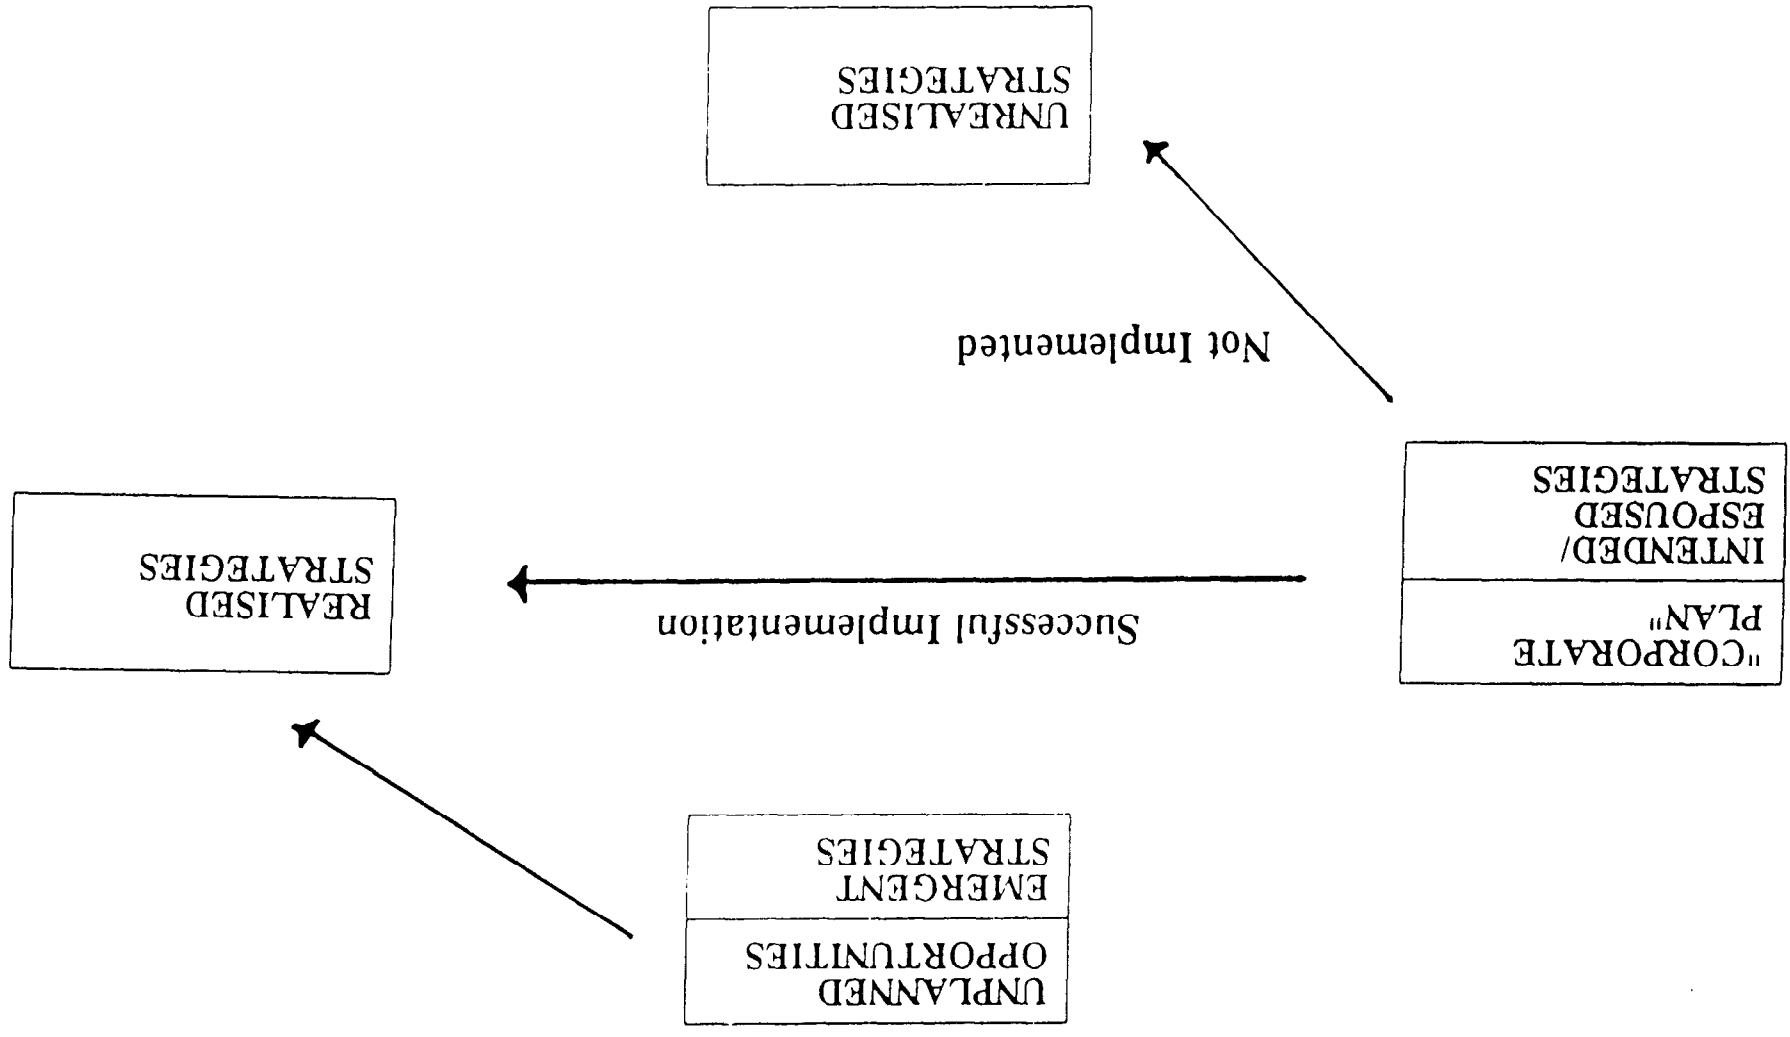 UNPLANNED
OPPORTUNITIES
EMERGENT
STRATEGIES
"CORPORATE
PLAN"
INTENDED/
ESPOUSED
STRATEGIES
Successful Implementation
REALISED
STRATEGIES
Not Implemented
UNREALISED
STRATEGIES